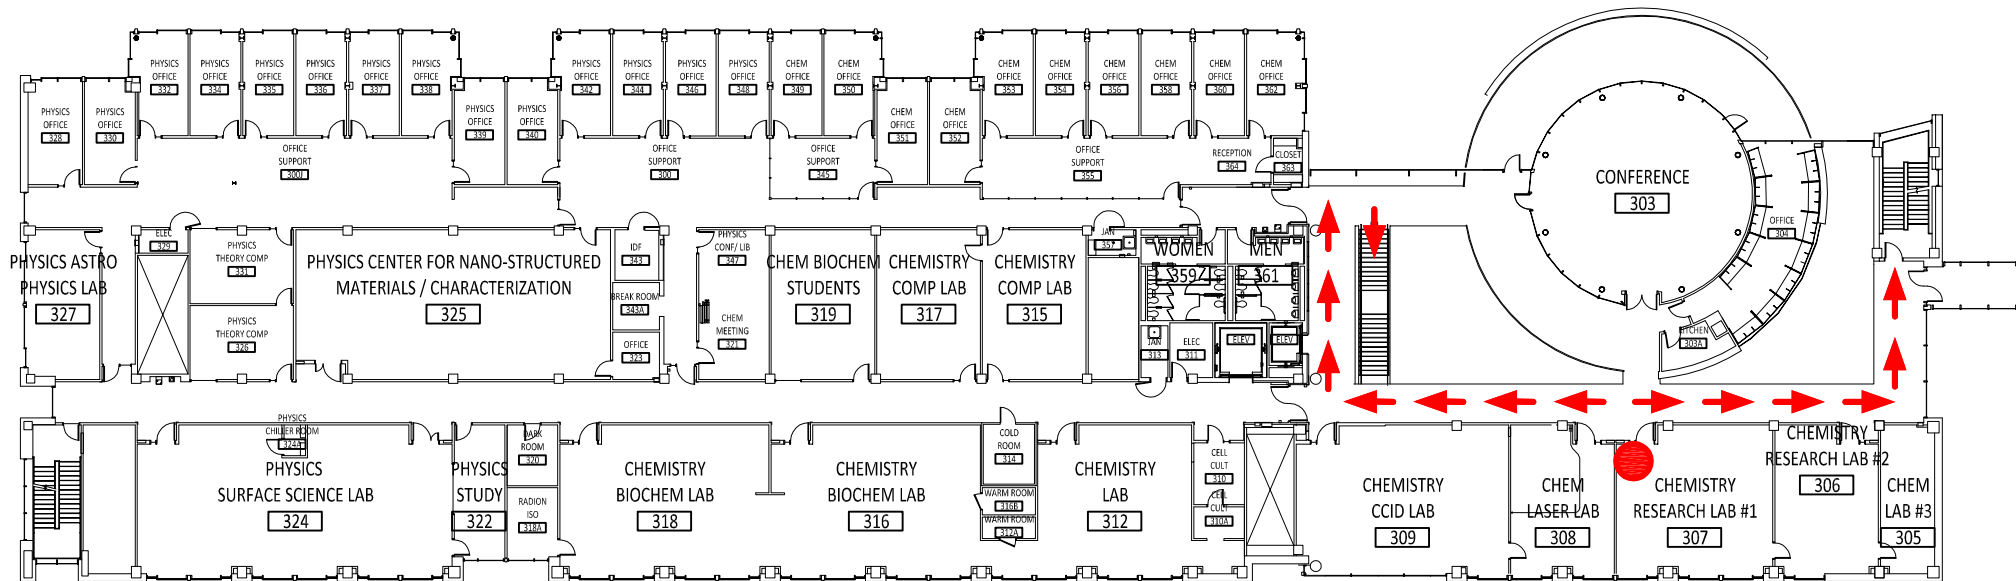 PHYSICS
OFFICE
328
PHYSICS
OFFICE
330
PHYSICS
OFFICE
332
PHYSICS
OFFICE
334
PHYSICS
OFFICE
335
PHYSICS
OFFICE
336
PHYSICS
OFFICE
337
PHYSICS
OFFICE
338
PHYSICS
OFFICE
339
PHYSICS
OFFICE
340
PHYSICS
OFFICE
342
PHYSICS
OFFICE
344
PHYSICS
OFFICE
346
PHYSICS
OFFICE
348
CHEM
OFFICE
349
CHEM
OFFICE
350
CHEM
OFFICE
351
CHEM
OFFICE
352
CHEM
OFFICE
353
CHEM
OFFICE
354
CHEM
OFFICE
356
CHEM
OFFICE
358
CHEM
OFFICE
360
CHEM
OFFICE
362
OFFICE
SUPPORT
300J
OFFICE
SUPPORT
300
OFFICE
SUPPORT
345
OFFICE
SUPPORT
355
RECEPTION
364
CLOSET
363
CONFERENCE
303
OFFICE
304
KITCHEN
303A
PHYSICS ASTRO
PHYSICS LAB
327
ELEC
329
PHYSICS
THEORY COMP
331
PHYSICS
THEORY COMP
326
PHYSICS CENTER FOR NANO-STRUCTURED
MATERIALS / CHARACTERIZATION
325
IDF
343
BREAK ROOM
343A
OFFICE
323
PHYSICS
CONF/ LIB
347
CHEM
MEETING
321
CHEM BIOCHEM
STUDENTS
319
CHEMISTRY
COMP LAB
317
CHEMISTRY
COMP LAB
315
JAN
357
WOMEN
359
MEN
361
JAN
313
ELEC
311
ELEV
ELEV
PHYSICS
CHILLER ROOM
324A
PHYSICS
SURFACE SCIENCE LAB
324
PHYSICS
STUDY
322
DARK
ROOM
320
RADION
ISO
318A
CHEMISTRY
BIOCHEM LAB
318
CHEMISTRY
BIOCHEM LAB
316
COLD
ROOM
314
WARM ROOM
316B
WARM ROOM
312A
CHEMISTRY
LAB
312
CELL
CULT
310
CELL
CULT
310A
CHEMISTRY
CCID LAB
309
CHEM
LASER LAB
308
CHEMISTRY
RESEARCH LAB #1
307
CHEMISTRY
RESEARCH LAB #2
306
CHEM
LAB #3
305